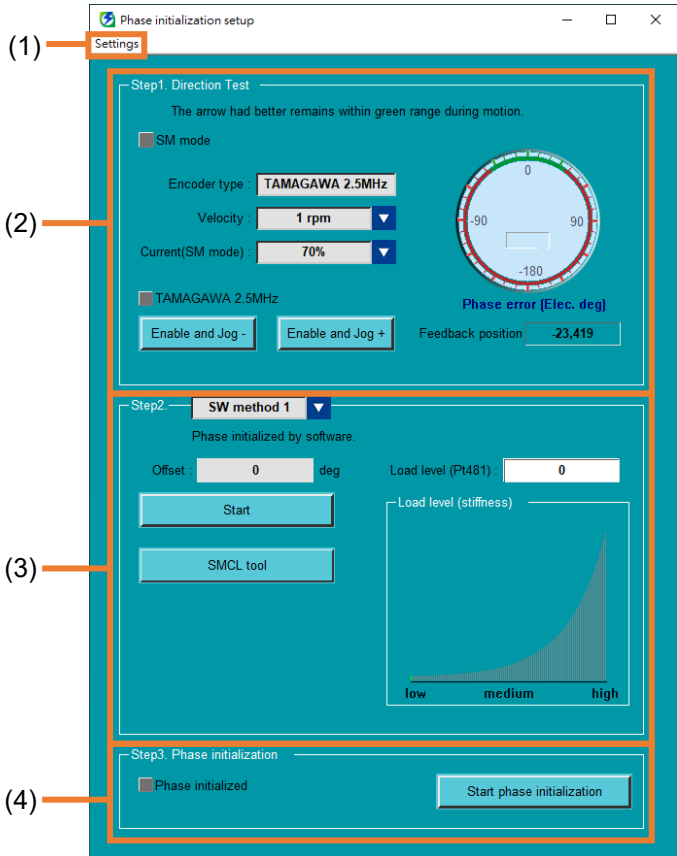 Phase initialization setup
(1)
Settings
Step1. Direction Test
The arrow had better remains within green range during motion.
SM mode
Encoder type : TAMAGAWA 2.5MHz
(2)
Velocity : 1 rpm
Current(SM mode) : 70%
0
-90 90
-180
TAMAGAWA 2.5MHz
Phase error (Elec. deg)
Enable and Jog - Enable and Jog + Feedback position -23,419
Step2. SW method 1
Phase initialized by software.
Offset : 0 deg Load level (Pt481) : 0
Start
Load level (stiffness)
(3)
SMCL tool
low medium high
Step3. Phase initialization
Phase initialized
(4)
Start phase initialization